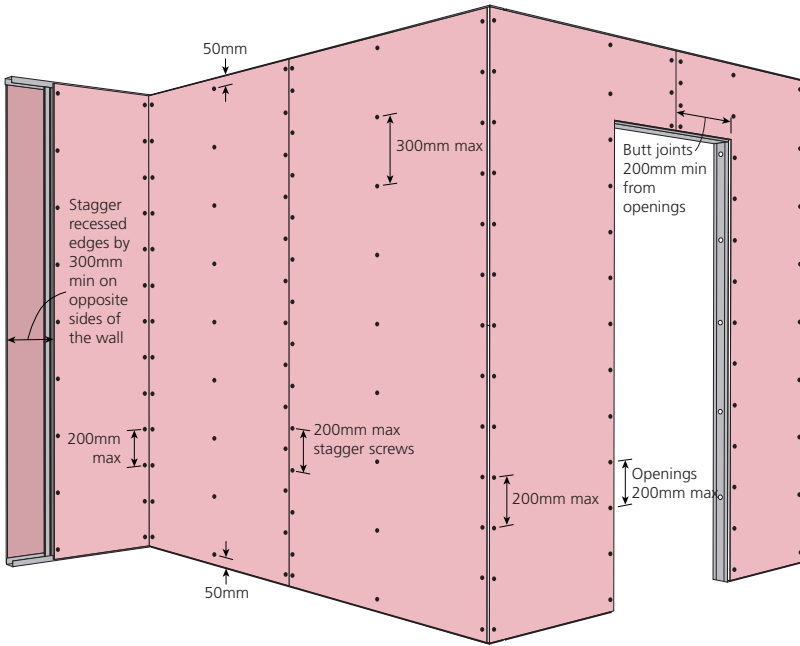 50mm
300mm max
Butt joints
200mm min
from
openings
Stagger
recessed
edges by
300mm
min on
opposite
sides of
the wall
200mm
max
200mm max
stagger screws
200mm max
Openings
200mm max
50mm